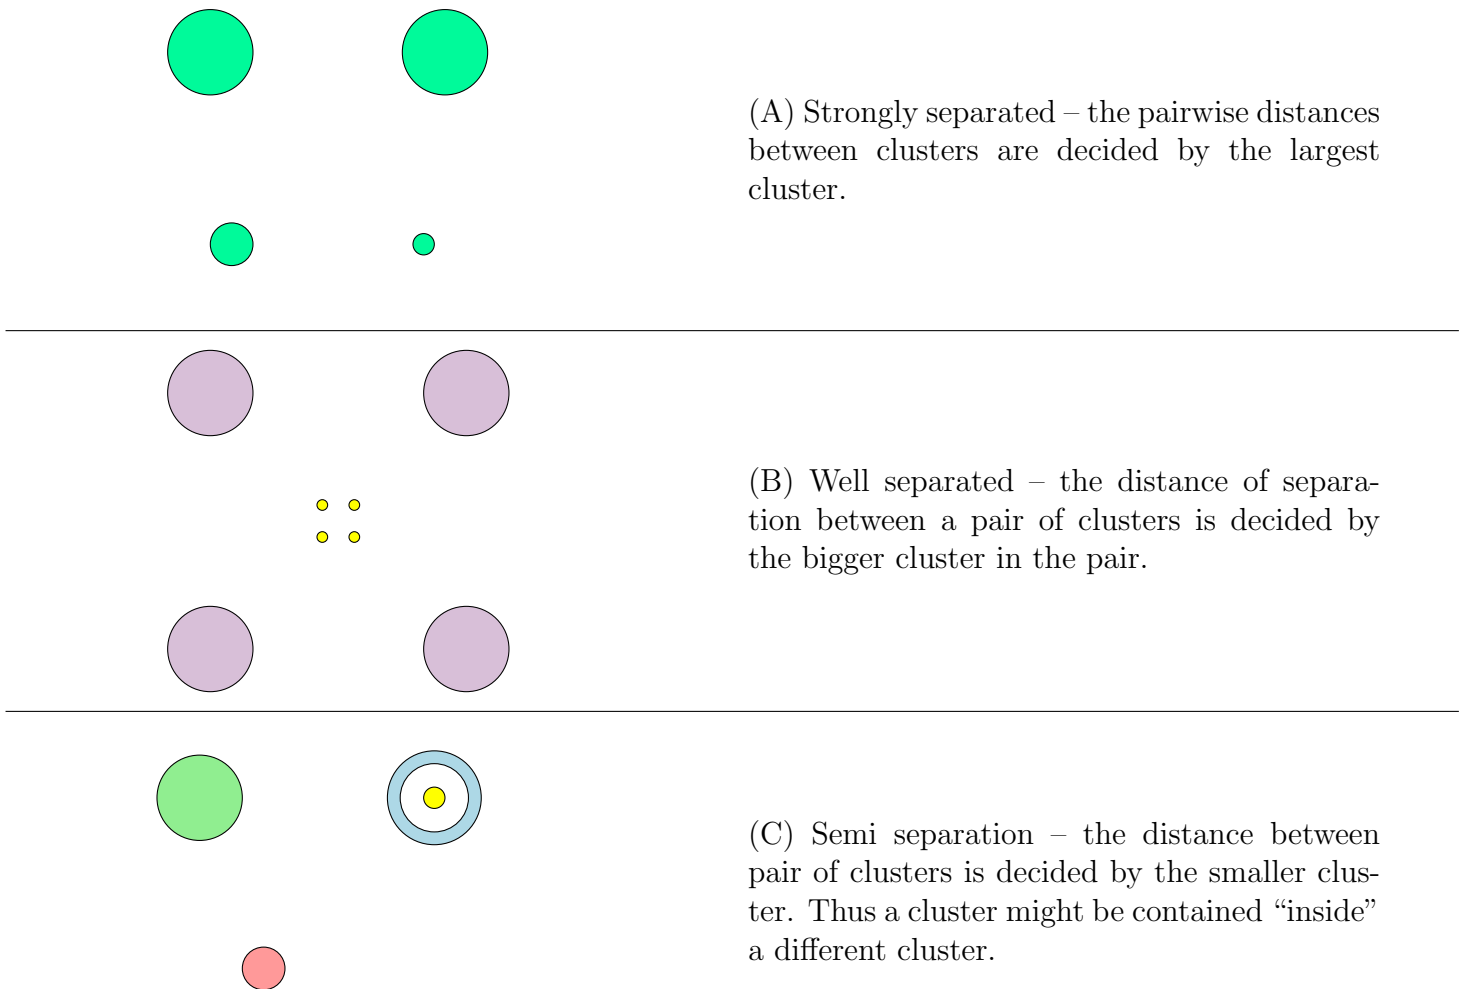 (A) Strongly separated – the pairwise distances
between clusters are decided by the largest
cluster.
(B) Well separated – the distance of separa-
tion between a pair of clusters is decided by
the bigger cluster in the pair.
(C) Semi separation – the distance between
pair of clusters is decided by the smaller clus-
ter. Thus a cluster might be contained “inside”
a different cluster.